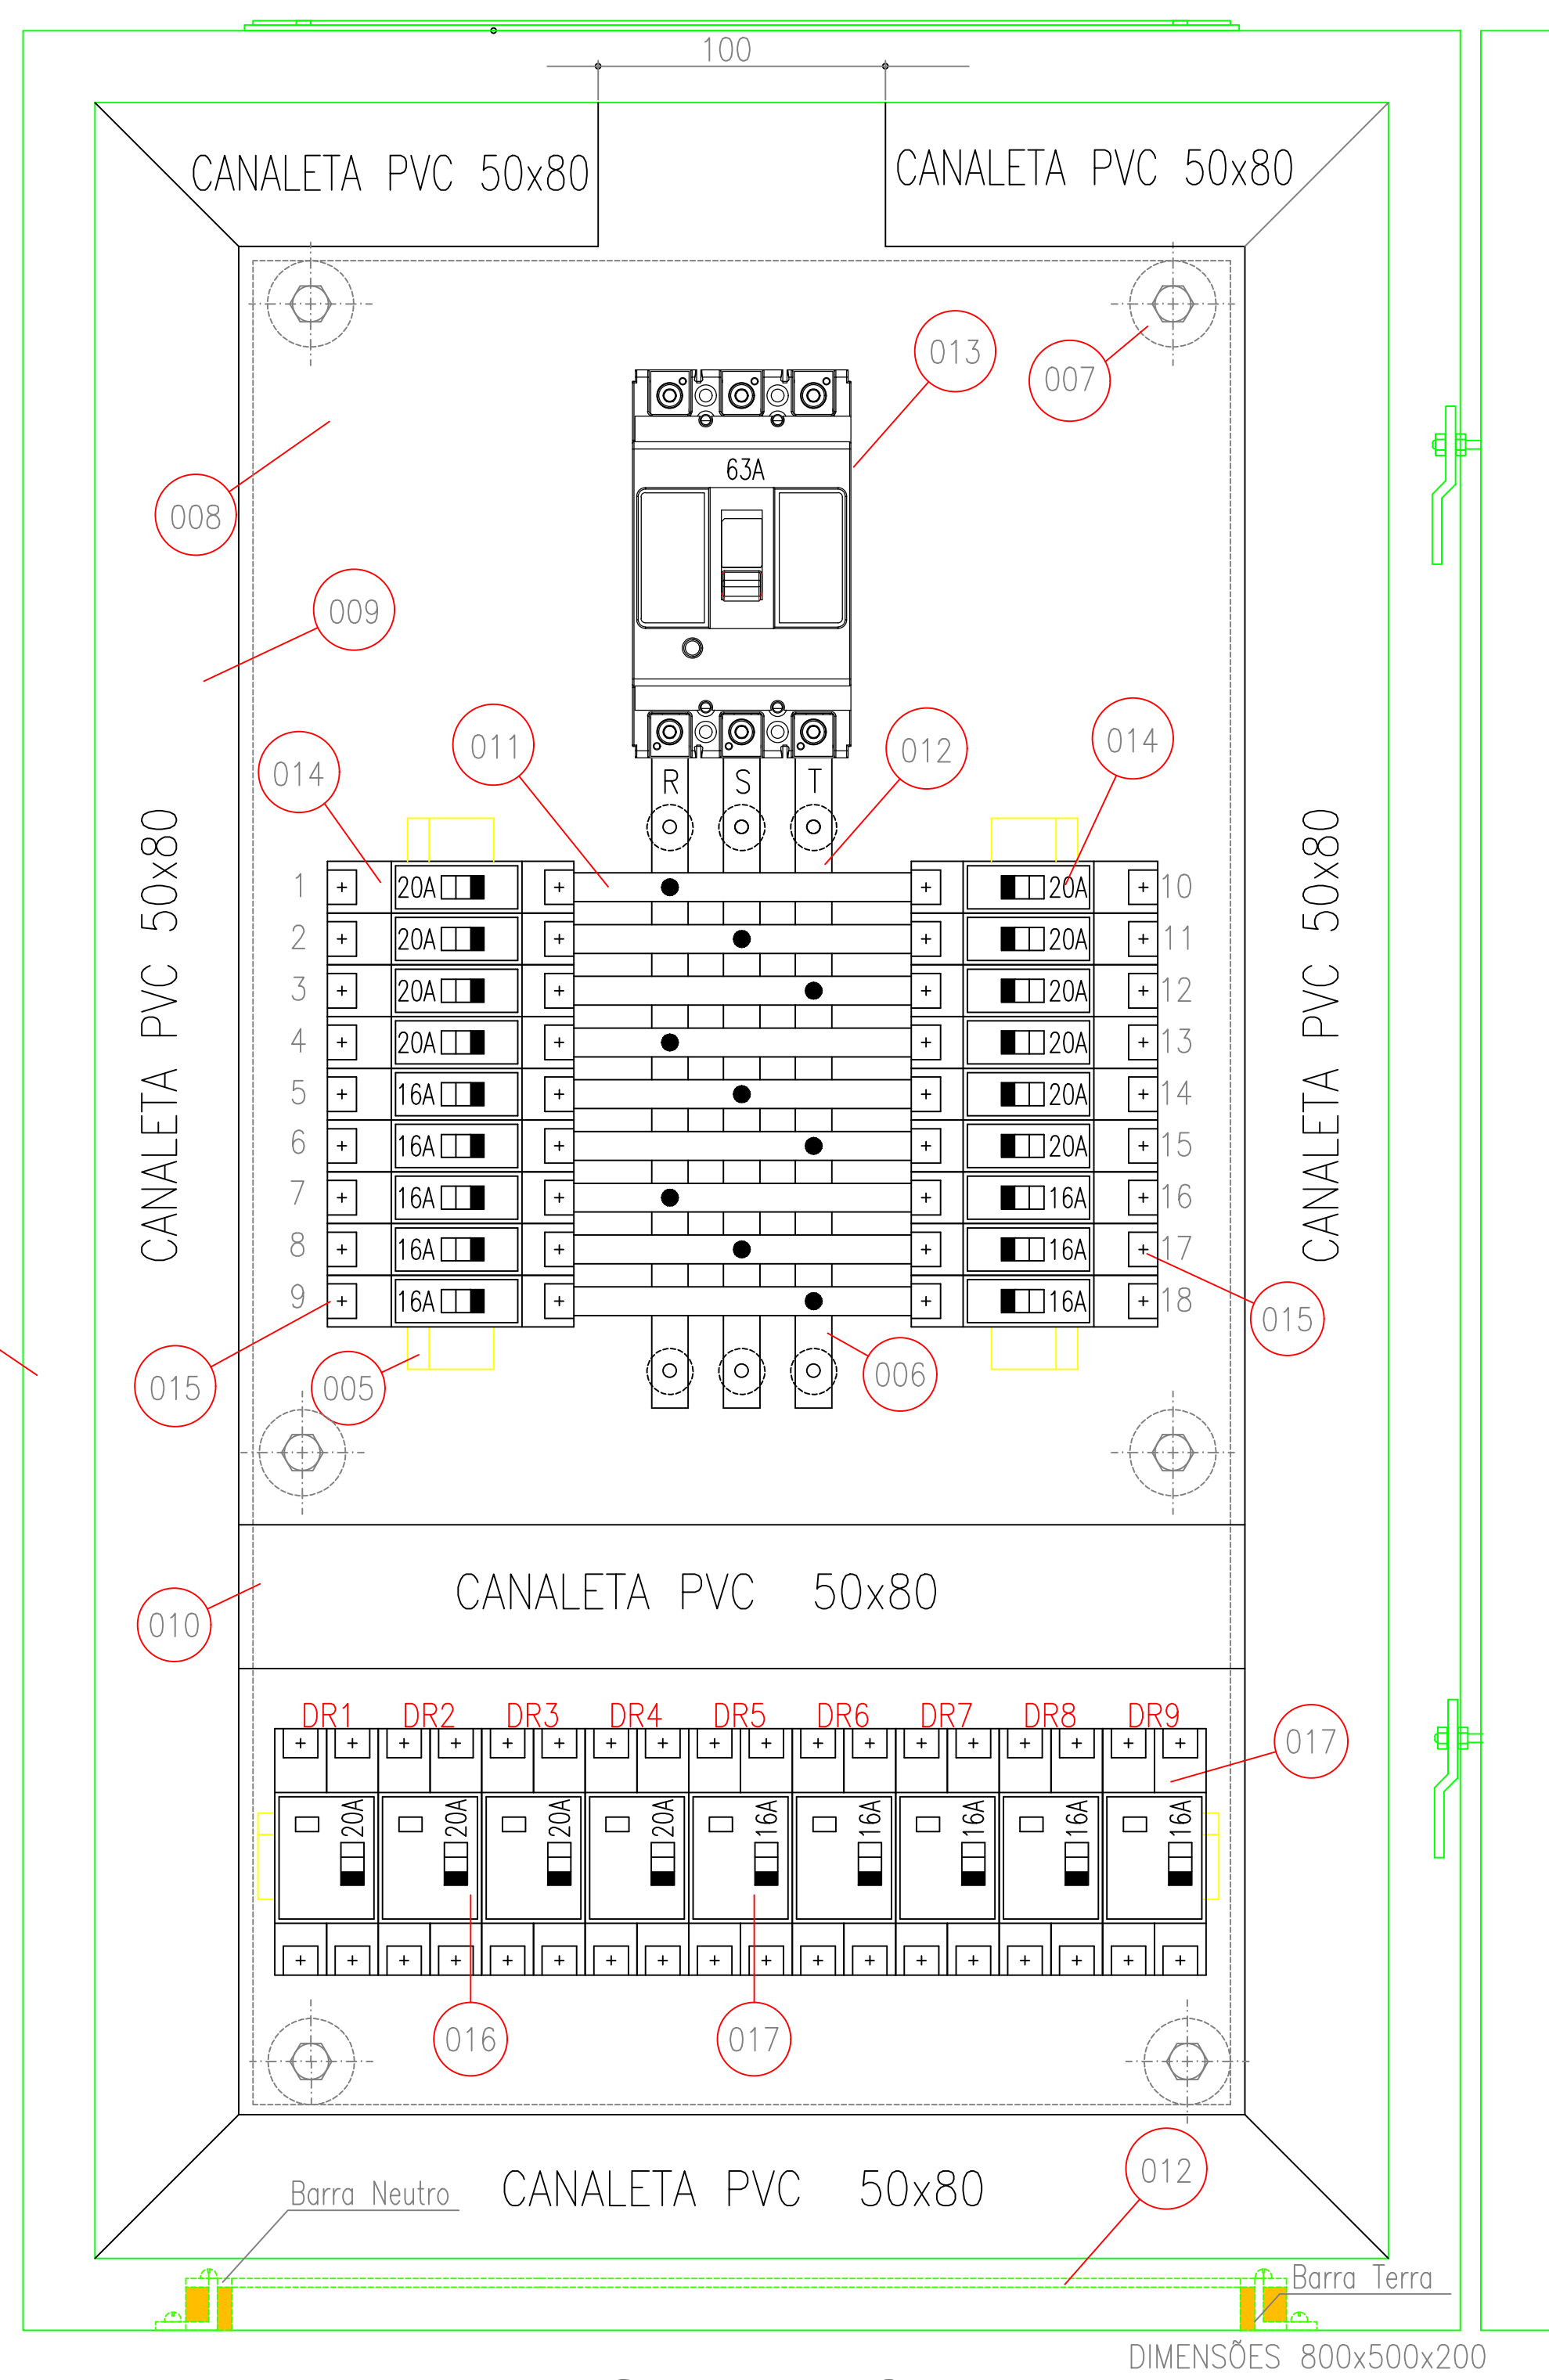 100
CANALETA PVC 50x80
CANALETA PVC 50x80
013
007
63A
008
009
011
012
014
014
R S T
CANALETA PVC 50x80
CANALETA PVC 50x80
1 20A 20A 10
2 20A 20A 11
3 20A 20A 12
4 20A 20A 13
5 16A 20A 14
6 16A 20A 15
7 16A 16A 16
8 16A 16A 17
9 16A 16A 18
015
015
005
006
CANALETA PVC 50x80
010
DR1 DR2 DR3 DR4 DR5 DR6 DR7 DR8 DR9
017
20A 20A 20A 20A 16A 16A 16A 16A 16A
016
017
012
Barra Neutro
CANALETA PVC 50x80
Barra Terra
DIMENSÕES 800x500x200